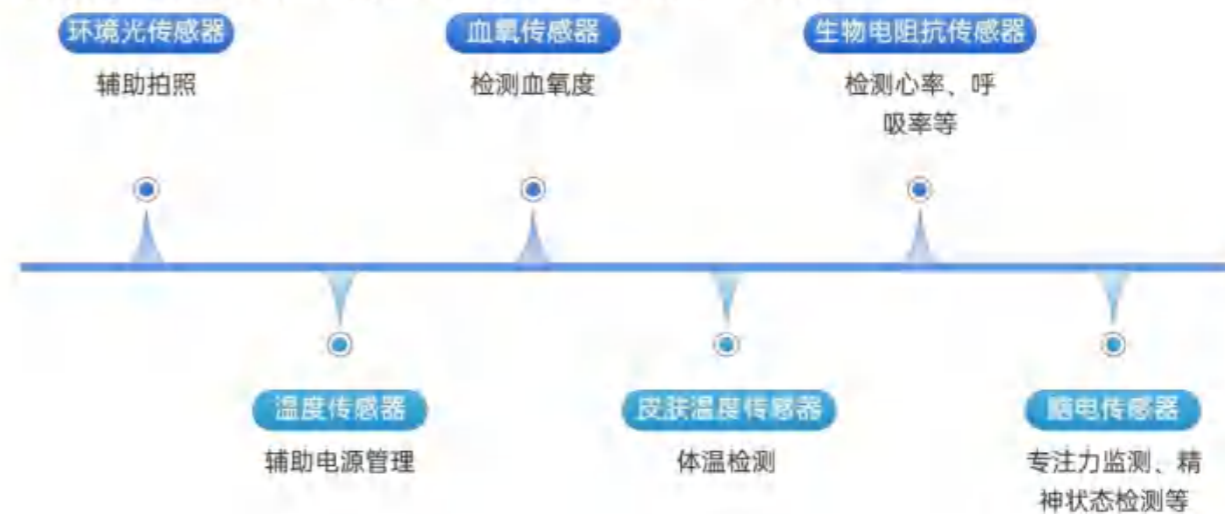 环境光传感器
辅助拍照
血氧传感器
检测血氧度
生物电阻抗传感器
检测心率、呼
吸率等
温度传感器
辅助电源管理
皮肤温度传感器
体温检测
脑电传感器
专注力监测、精
神状态检测等